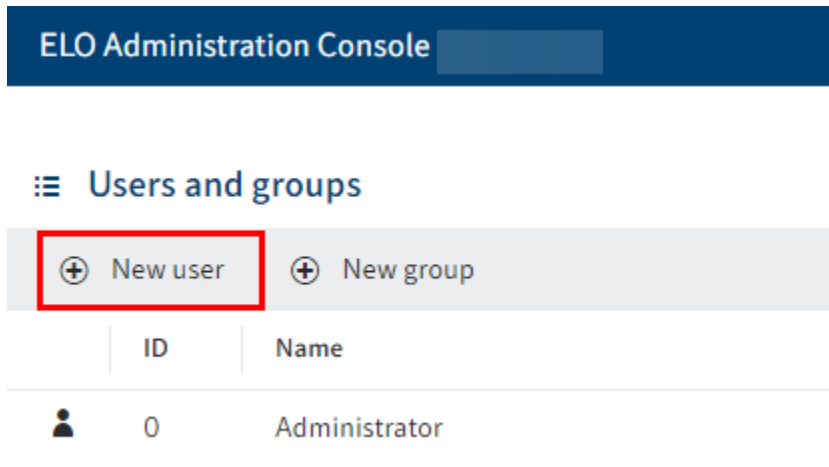 ELO Administration Console
Users and groups
New user New group
ID Name
0 Administrator